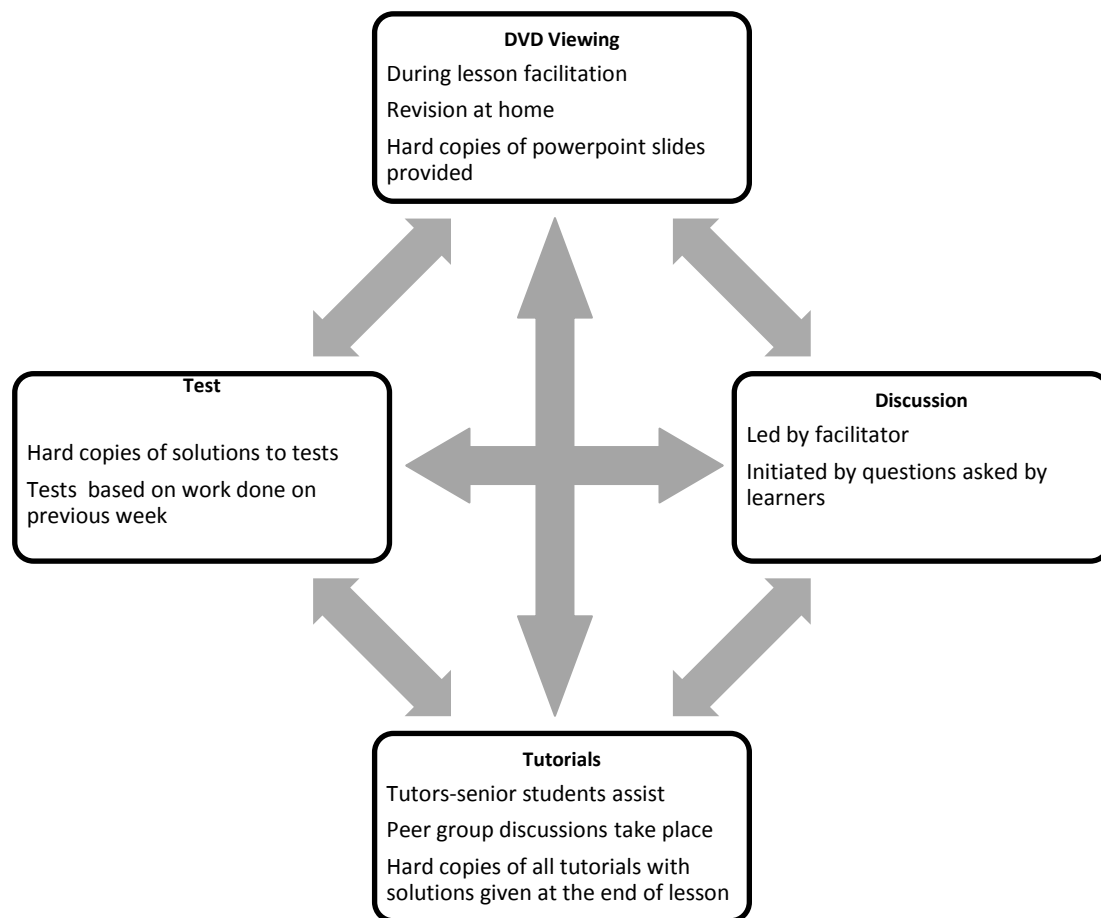 DVD Viewing
During lesson facilitation
Revision at home
Hard copies of powerpoint slides
provided
Test
Hard copies of solutions to tests
Tests  based on work done on
previous week
Discussion
Led by facilitator
Initiated by questions asked by
learners
Tutorials
Tutors-senior students assist
Peer group discussions take place
Hard copies of all tutorials with
solutions given at the end of lesson